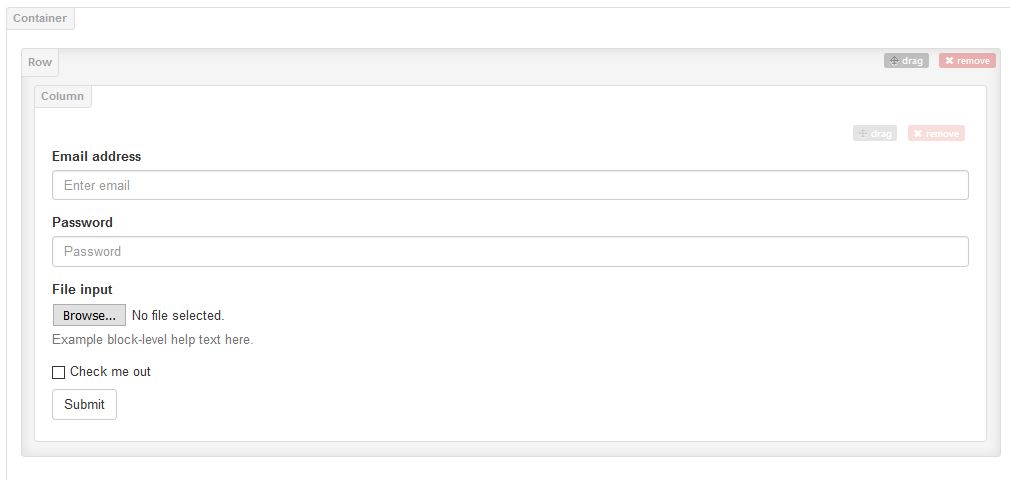 Container
Row
drag
remove
Column
drag
remove
Email address
Enter email
Password
Password
File input
Browse... No file selected.
Example block-level help text here.
Check me out
Submit